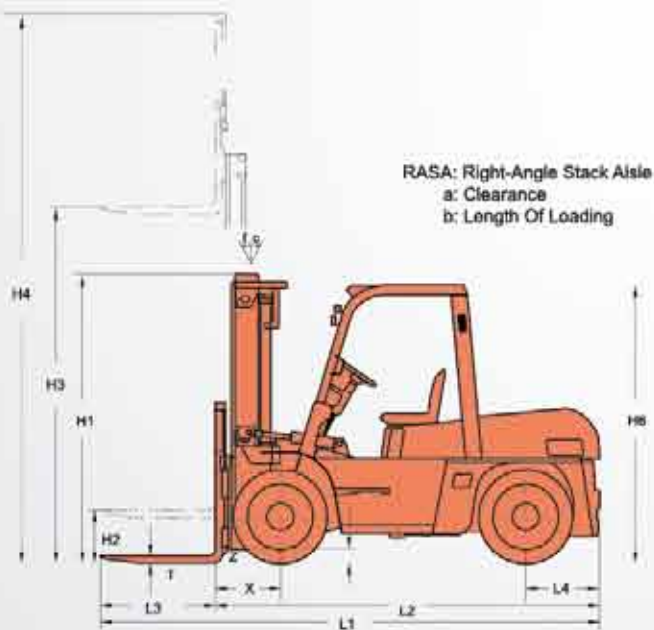 RASA: Right-Angle Stack Aisle
a: Clearance
b: Length Of Loading
H4
H3
H1
H6
H2
Z
T
X
L4
L3
L2
L1